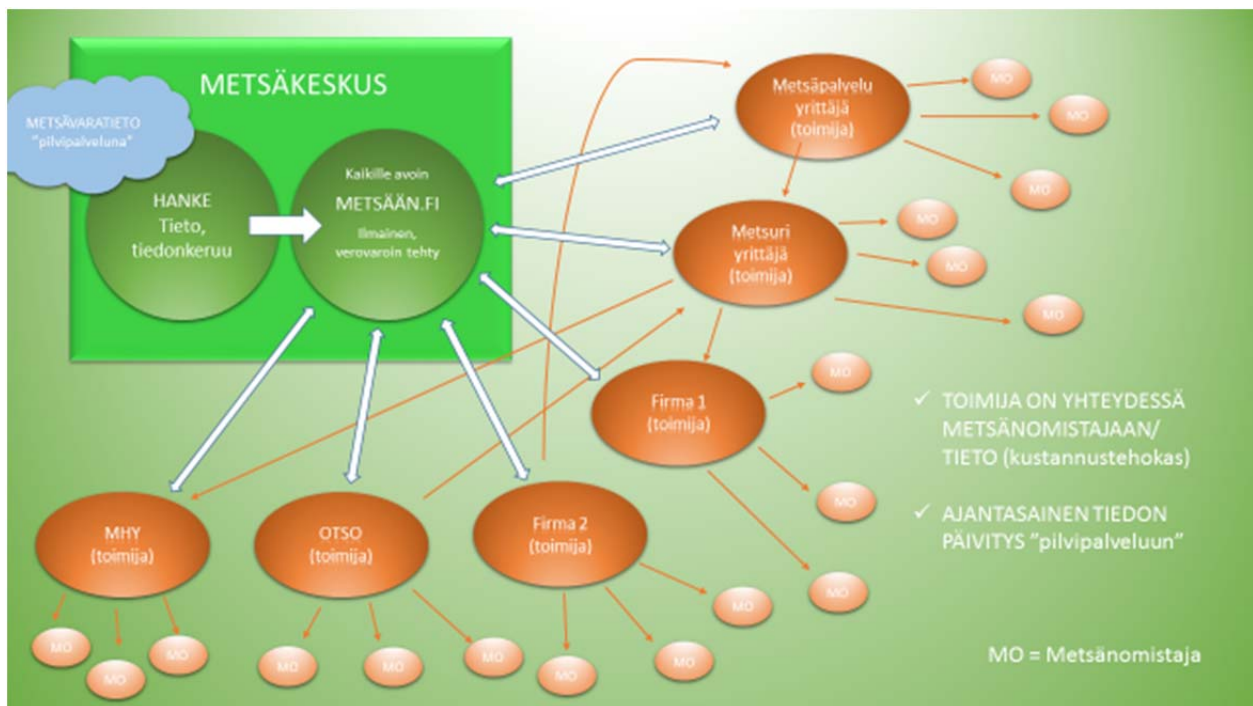 METSÄKESKUS
METSÄVARATIETO
"pilvipalveluna"
HANKE
Tieto,
tiedonkeruu
Kaikille avoin
METSÄÄN.FI
Ilmainen,
verovaroin tehty
Metsäpalvelu
yrittäjä
(toimija)
MO
MO
MO
Metsuri
yrittäjä
(toimija)
MO
MO
MO
Firma 1
(toimija)
MO
MO
MO
MHY
(toimija)
MO
MO
MO
OTSO
(toimija)
MO
MO
MO
Firma 2
(toimija)
MO
MO
MO
✓ TOIMIJA ON YHTEYDESSÄ
METSÄNOMISTAJAAN/
TIETO (kustannustehokas)
✓ AJANTASAINEN TIEDON
PÄIVITYS "pilvipalveluun"
MO = Metsänomistaja